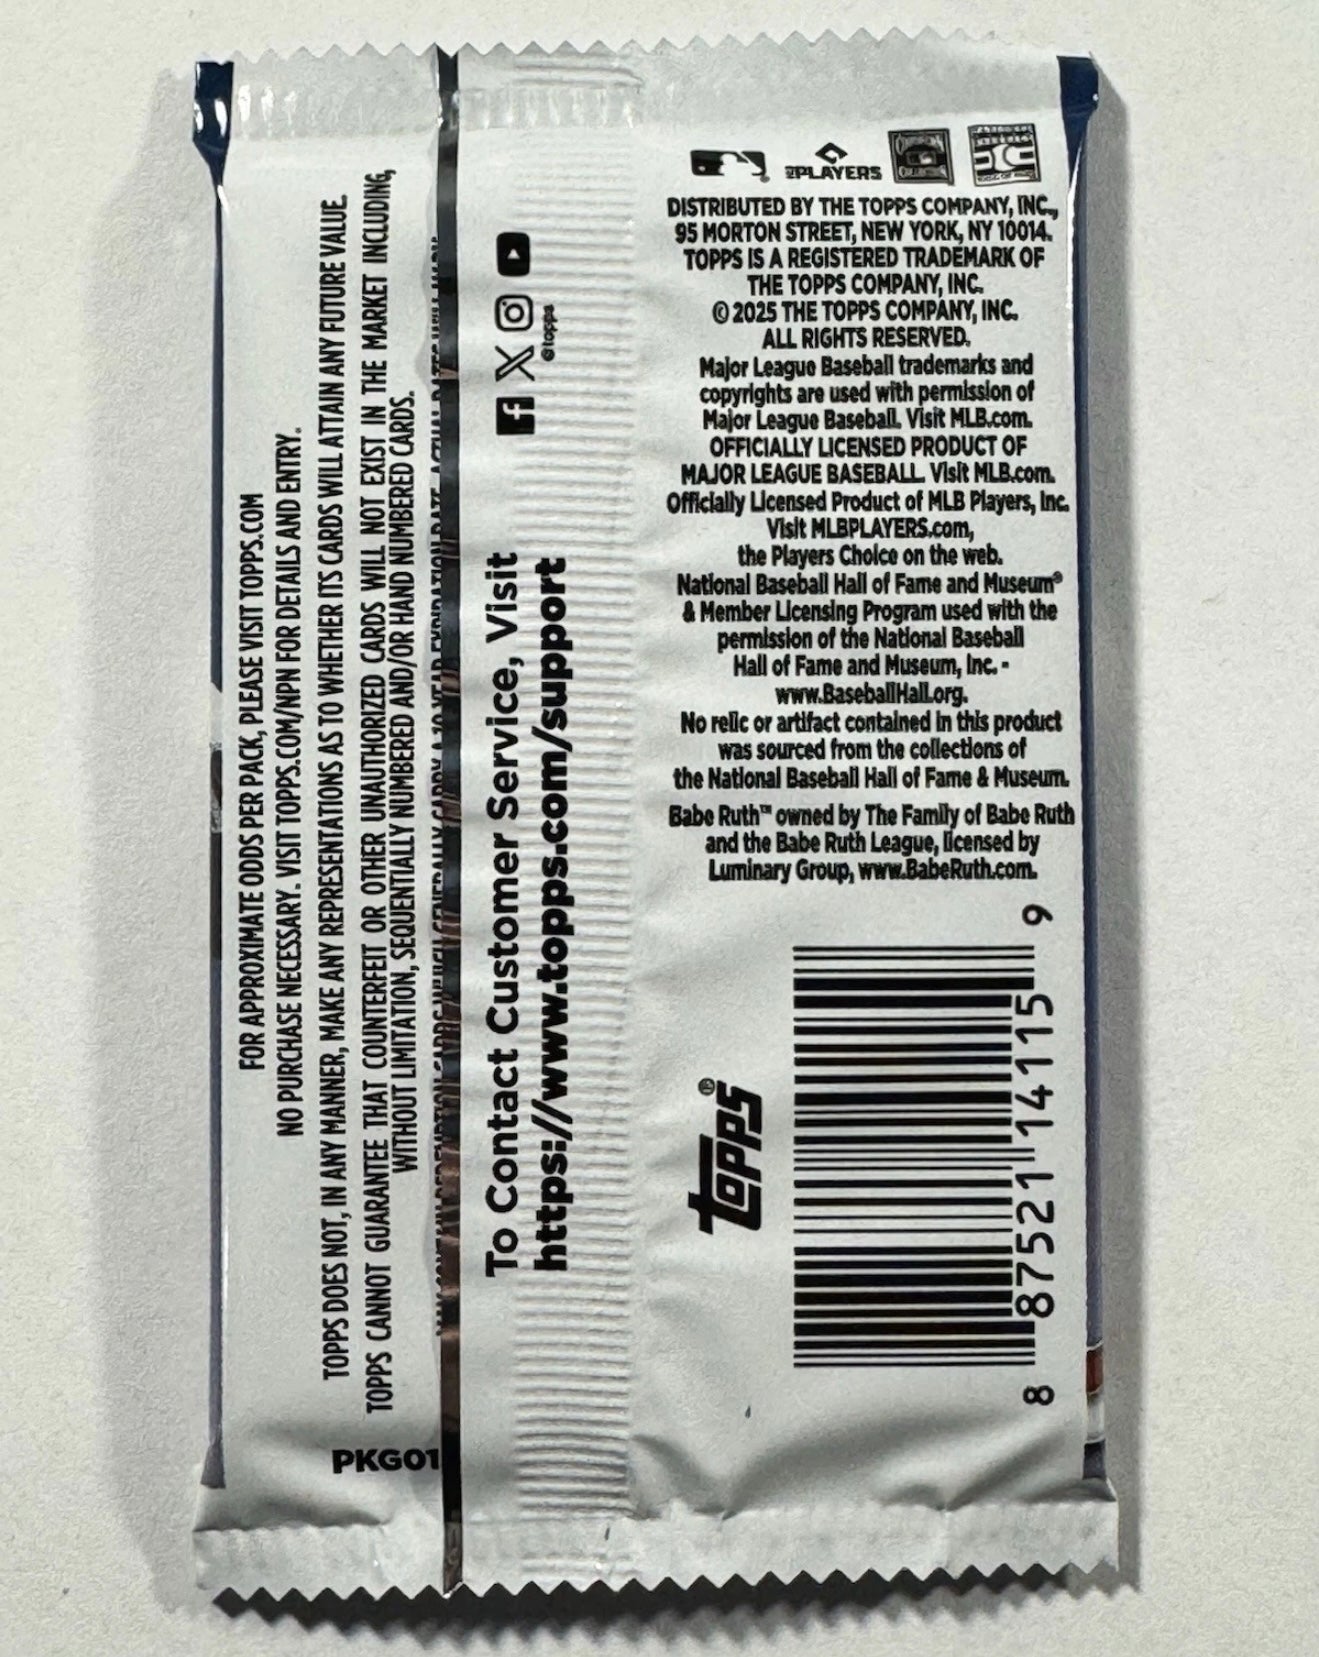 FOR APPROXIMATE ODDS PER PACK, PLEASE VISIT TOPPS.COM
NO PURCHASE NECESSARY. VISIT TOPPS.COM/NPN FOR DETAILS AND ENTRY.
TOPPS DOES NOT, IN ANY MANNER, MAKE ANY REPRESENTATIONS AS TO WHETHER ITS CARDS WILL ATTAIN ANY FUTURE VALUE.
TOPPS CANNOT GUARANTEE THAT COUNTERFEIT OR OTHER UNAUTHORIZED CARDS WILL NOT EXIST IN THE MARKET INCLUDING,
WITHOUT LIMITATION, SEQUENTIALLY NUMBERED AND/OR HAND NUMBERED CARDS.
PKG01
To Contact Customer Service, Visit
https://www.topps.com/support
@topps
PLAYERS
DISTRIBUTED BY THE TOPPS COMPANY, INC.,
95 MORTON STREET, NEW YORK, NY 10014.
TOPPS IS A REGISTERED TRADEMARK OF
THE TOPPS COMPANY, INC.
© 2025 THE TOPPS COMPANY, INC.
ALL RIGHTS RESERVED.
Major League Baseball trademarks and
copyrights are used with permission of
Major League Baseball. Visit MLB.com.
OFFICIALLY LICENSED PRODUCT OF
MAJOR LEAGUE BASEBALL. Visit MLB.com.
Officially Licensed Product of MLB Players, Inc.
Visit MLBPLAYERS.com,
the Players Choice on the web.
National Baseball Hall of Fame and Museum®
& Member Licensing Program used with the
permission of the National Baseball
Hall of Fame and Museum, Inc. -
www.BaseballHall.org.
No relic or artifact contained in this product
was sourced from the collections of
the National Baseball Hall of Fame & Museum.
Babe Ruth™ owned by The Family of Babe Ruth
and the Babe Ruth League, licensed by
Luminary Group, www.BabeRuth.com.
topps®
8 87521 14115 9